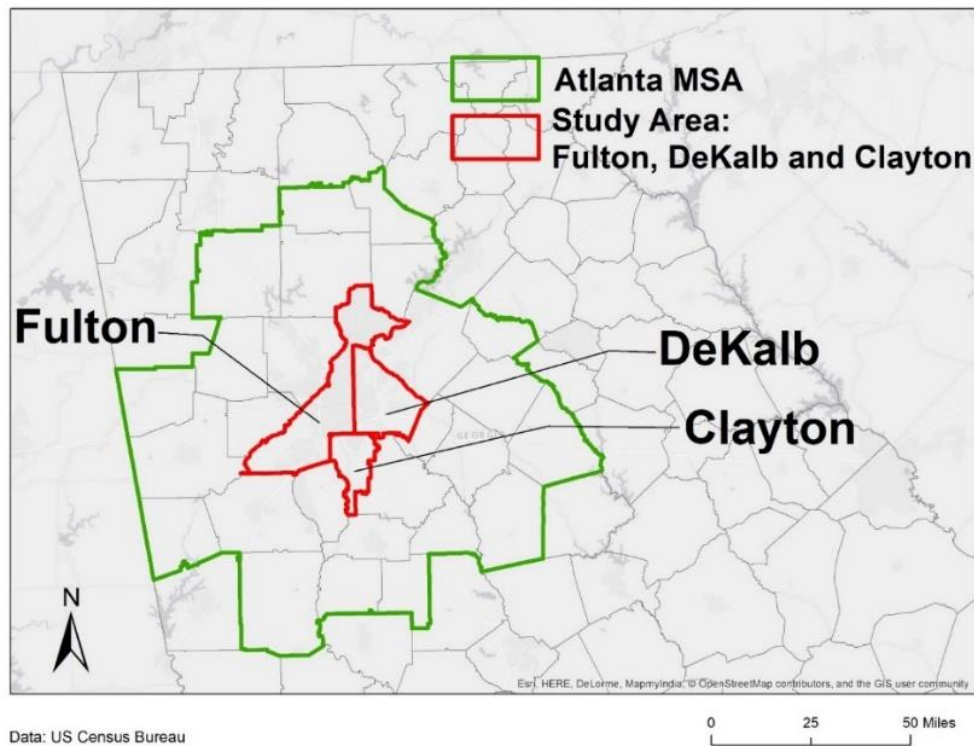 Atlanta MSA
Study Area:
Fulton, DeKalb and Clayton
Fulton
DeKalb
Clayton
GEORGIA
N
Esri, HERE, DeLorme, MapmyIndia, © OpenStreetMap contributors, and the GIS user community
Data: US Census Bureau
0 25 50 Miles